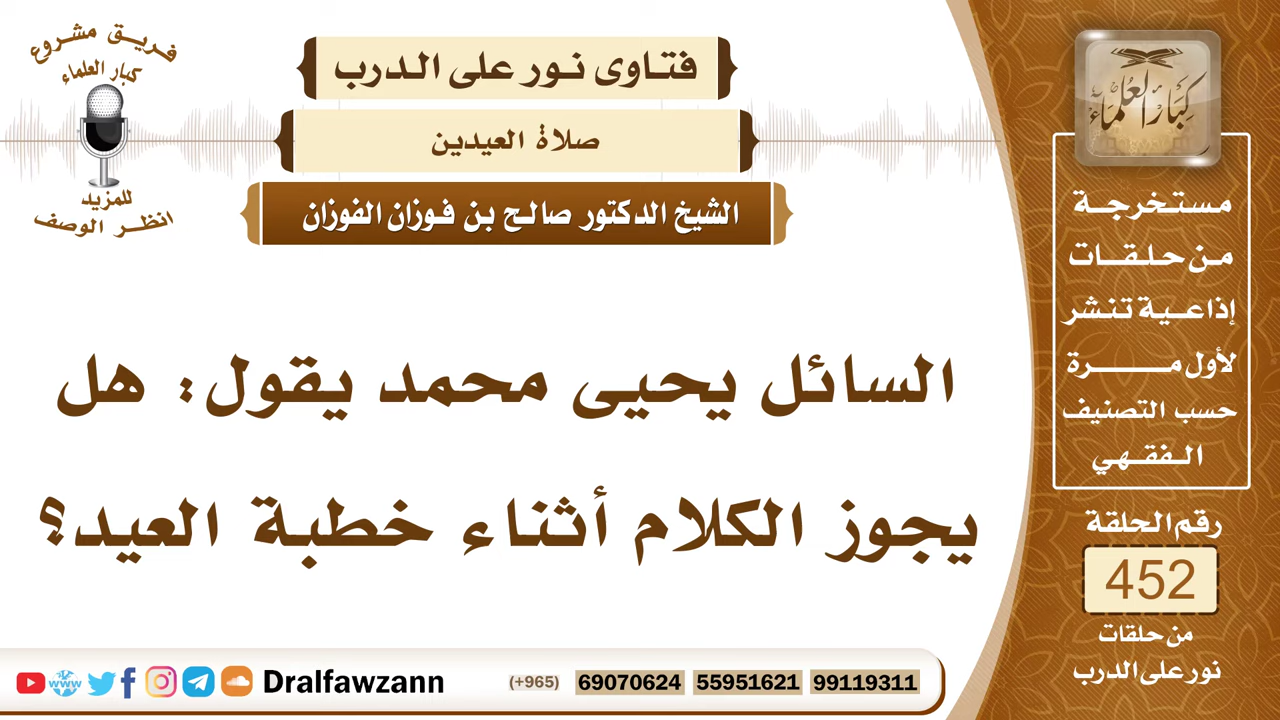 فريق مشروع
كبار العلماء
للمزيد
انظر الوصف
فتاوى نور على الدرب
صلاة العيدين
الشيخ الدكتور صالح بن فوزان الفوزان
السائل يحيى محمد يقول: هل
يجوز الكلام أثناء خطبة العيد؟
كبار العلماء
مستخرجة
من حلقات
إذاعية تنشر
لأول مرة
حسب التصنيف
الفقهي
رقم الحلقة
452
من حلقات
نور على الدرب
www Dralfawzann (+965) 69070624 55951621 99119311